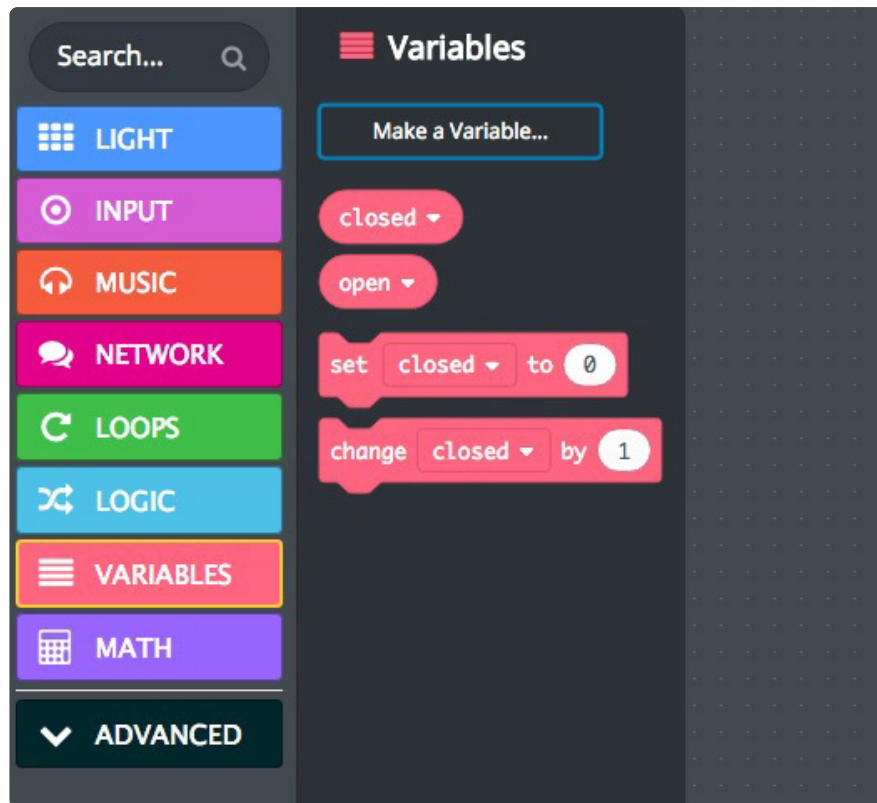 Search...
LIGHT
INPUT
MUSIC
NETWORK
LOOPS
LOGIC
VARIABLES
MATH
ADVANCED
Variables
Make a Variable...
closed
open
set closed to 0
change closed by 1